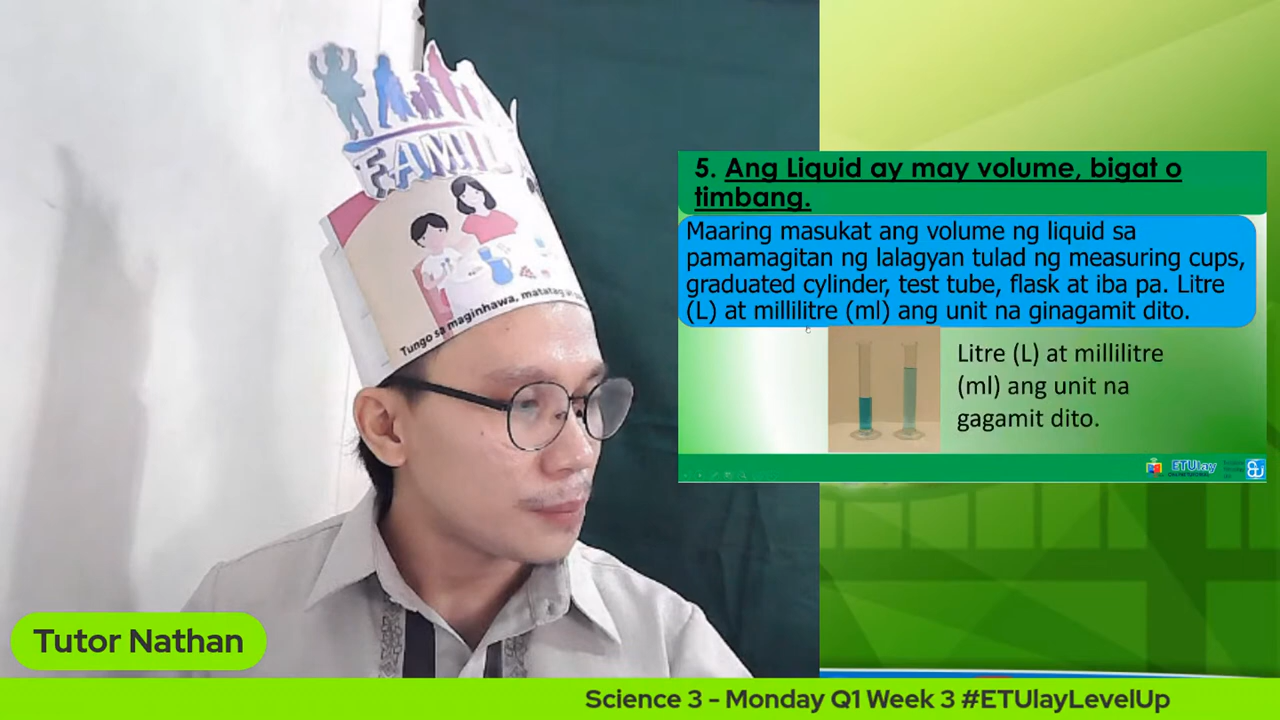 FAMIL
Tungo sa maginhawa, matatag
5. Ang Liquid ay may volume, bigat o
timbang.
Maaring masukat ang volume ng liquid sa
pamamagitan ng lalagyan tulad ng measuring cups,
graduated cylinder, test tube, flask at iba pa. Litre
(L) at millilitre (ml) ang unit na ginagamit dito.
Litre (L) at millilitre
(ml) ang unit na
gagamit dito.
ETUlay
Tutor Nathan
Science 3 - Monday Q1 Week 3 #ETUlayLevelUp